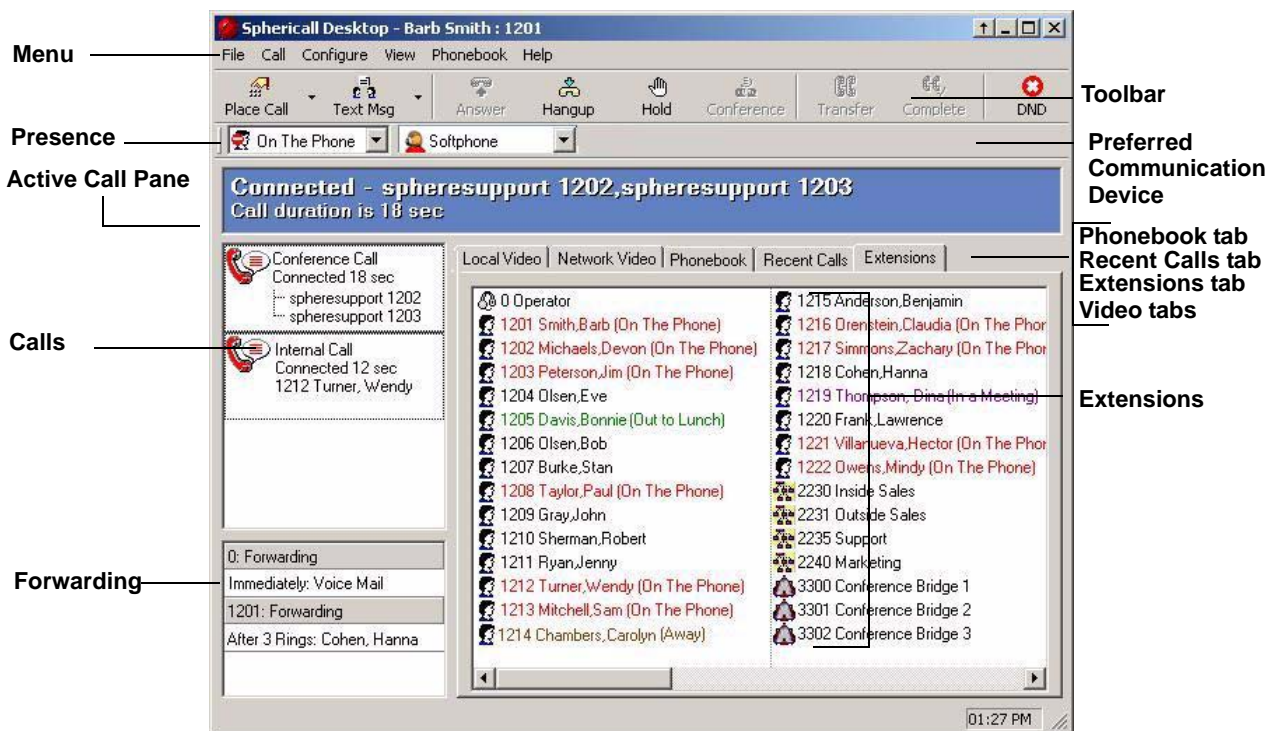 Sphericall Desktop - Barb Smith : 1201
Menu
File Call Configure View Phonebook Help
Place Call Text Msg Answer Hangup Hold Conference Transfer Complete DND
Toolbar
Presence
On The Phone Softphone
Preferred
Communication
Device
Active Call Pane
Connected - spheresupport 1202,spheresupport 1203
Call duration is 18 sec
Phonebook tab
Recent Calls tab
Extensions tab
Video tabs
Conference Call
Connected 18 sec
spheresupport 1202
spheresupport 1203
Calls
Internal Call
Connected 12 sec
1212 Turner, Wendy
Local Video Network Video Phonebook Recent Calls Extensions
0 Operator
1201 Smith,Barb (On The Phone)
1202 Michaels,Devon (On The Phone)
1203 Peterson,Jim (On The Phone)
1204 Olsen,Eve
1205 Davis,Bonnie (Out to Lunch)
1206 Olsen,Bob
1207 Burke,Stan
1208 Taylor,Paul (On The Phone)
1209 Gray,John
1210 Sherman,Robert
1211 Ryan,Jenny
1212 Turner,Wendy (On The Phone)
1213 Mitchell,Sam (On The Phone)
1214 Chambers,Carolyn (Away)
1215 Anderson,Benjamin
1216 Orenstein,Claudia (On The Phor
1217 Simmons,Zachary (On The Phor
1218 Cohen,Hanna
1219 Thompson, Dina (In a Meeting)
1220 Frank,Lawrence
1221 Villanueva,Hector (On The Phor
1222 Owens,Mindy (On The Phone)
2230 Inside Sales
2231 Outside Sales
2235 Support
2240 Marketing
3300 Conference Bridge 1
3301 Conference Bridge 2
3302 Conference Bridge 3
Extensions
Forwarding
0: Forwarding
Immediately: Voice Mail
1201: Forwarding
After 3 Rings: Cohen, Hanna
01:27 PM